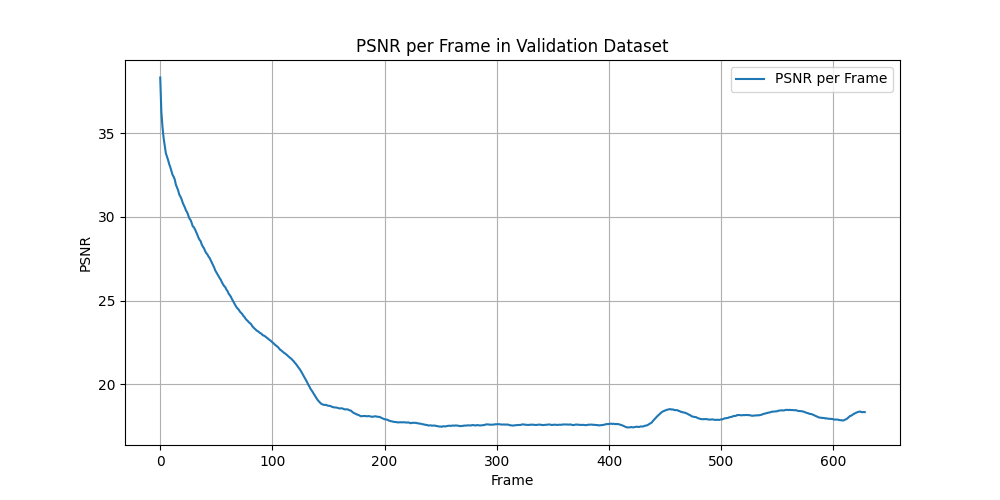 PSNR per Frame in Validation Dataset
PSNR per Frame
PSNR
35
30
25
20
0 100 200 300 400 500 600
Frame